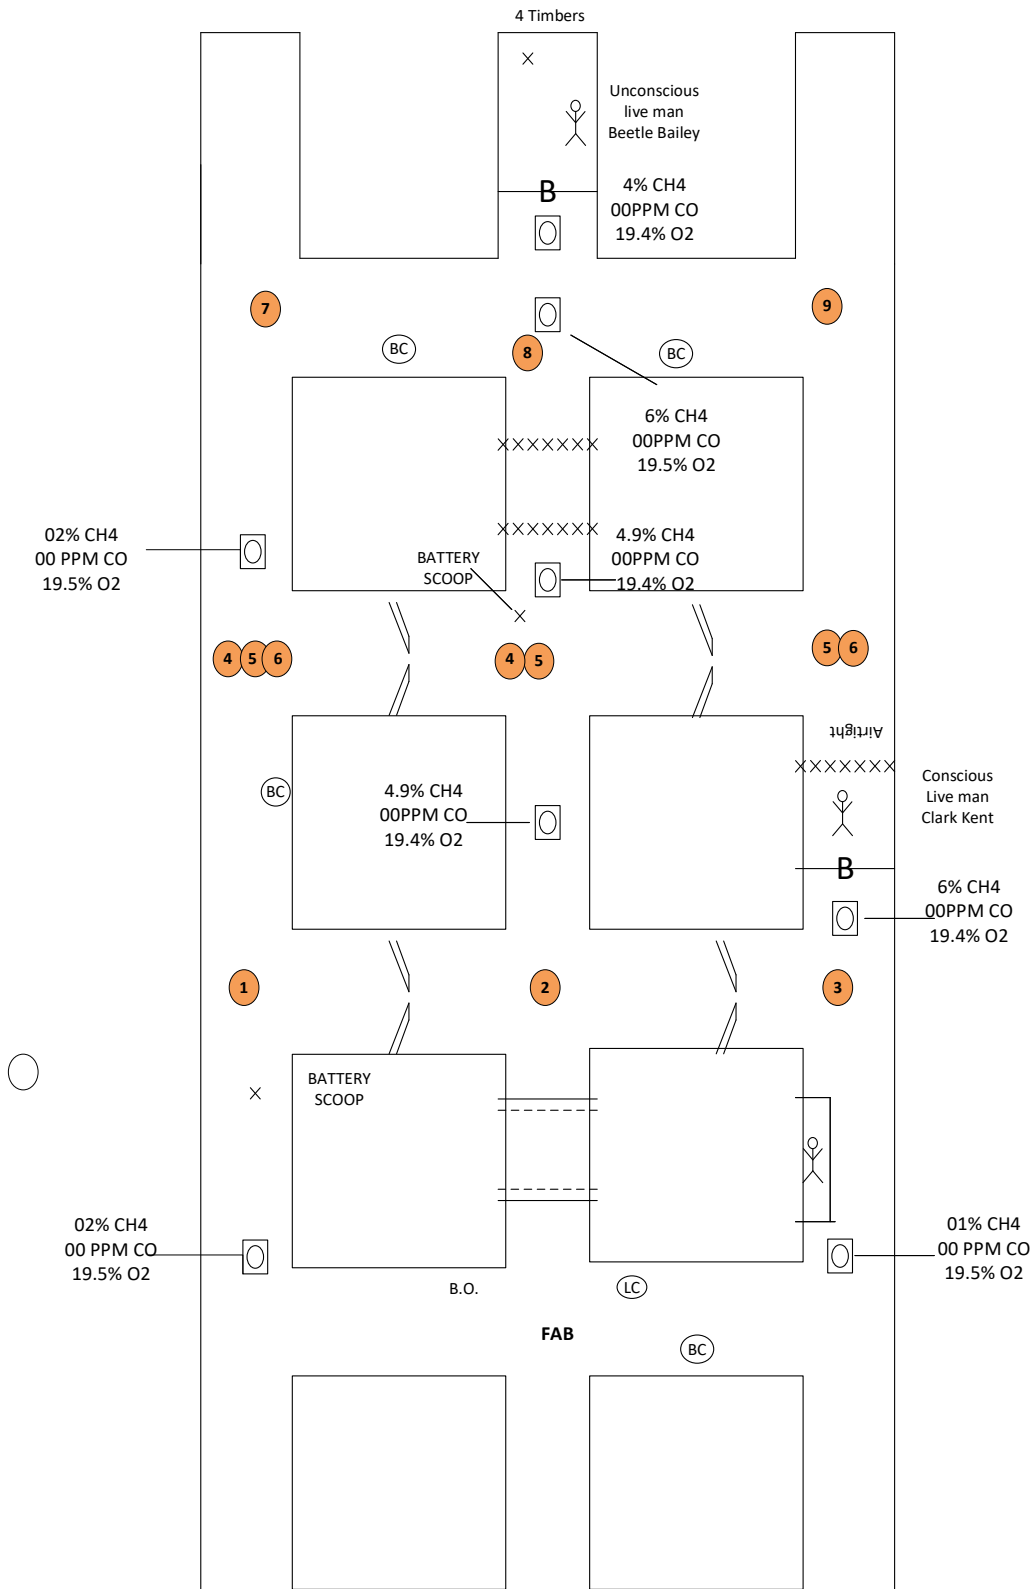 4 Timbers
Unconscious
live man
Beetle Bailey
B
4% CH4
00PPM CO
19.4% O2
7
9
8
BC
BC
6% CH4
00PPM CO
19.5% O2
02% CH4
00 PPM CO
19.5% O2
BATTERY
SCOOP
4.9% CH4
00PPM CO
19.4% O2
4
5
6
4
5
5
6
Airtight
BC
4.9% CH4
00PPM CO
19.4% O2
Conscious
Live man
Clark Kent
B
6% CH4
00PPM CO
19.4% O2
1
2
3
BATTERY
SCOOP
02% CH4
00 PPM CO
19.5% O2
01% CH4
00 PPM CO
19.5% O2
B.O.
LC
FAB
BC